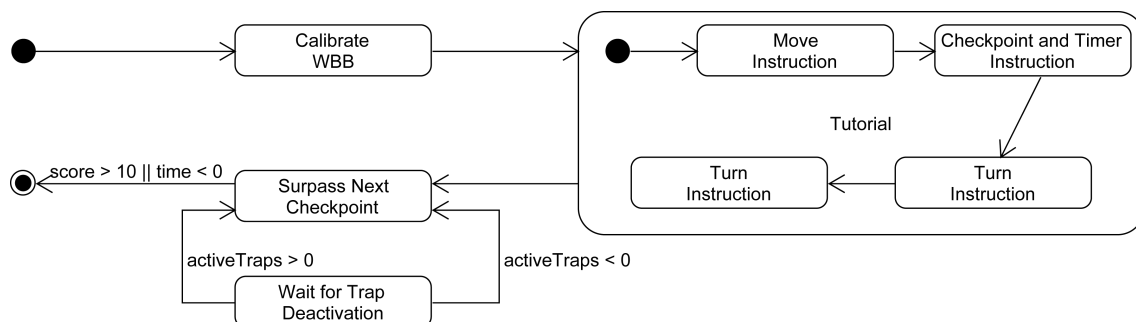 Calibrate
WBB
Move
Instruction
Checkpoint and Timer
Instruction
Tutorial
Turn
Instruction
Turn
Instruction
score > 10 || time < 0
Surpass Next
Checkpoint
activeTraps > 0
activeTraps < 0
Wait for Trap
Deactivation